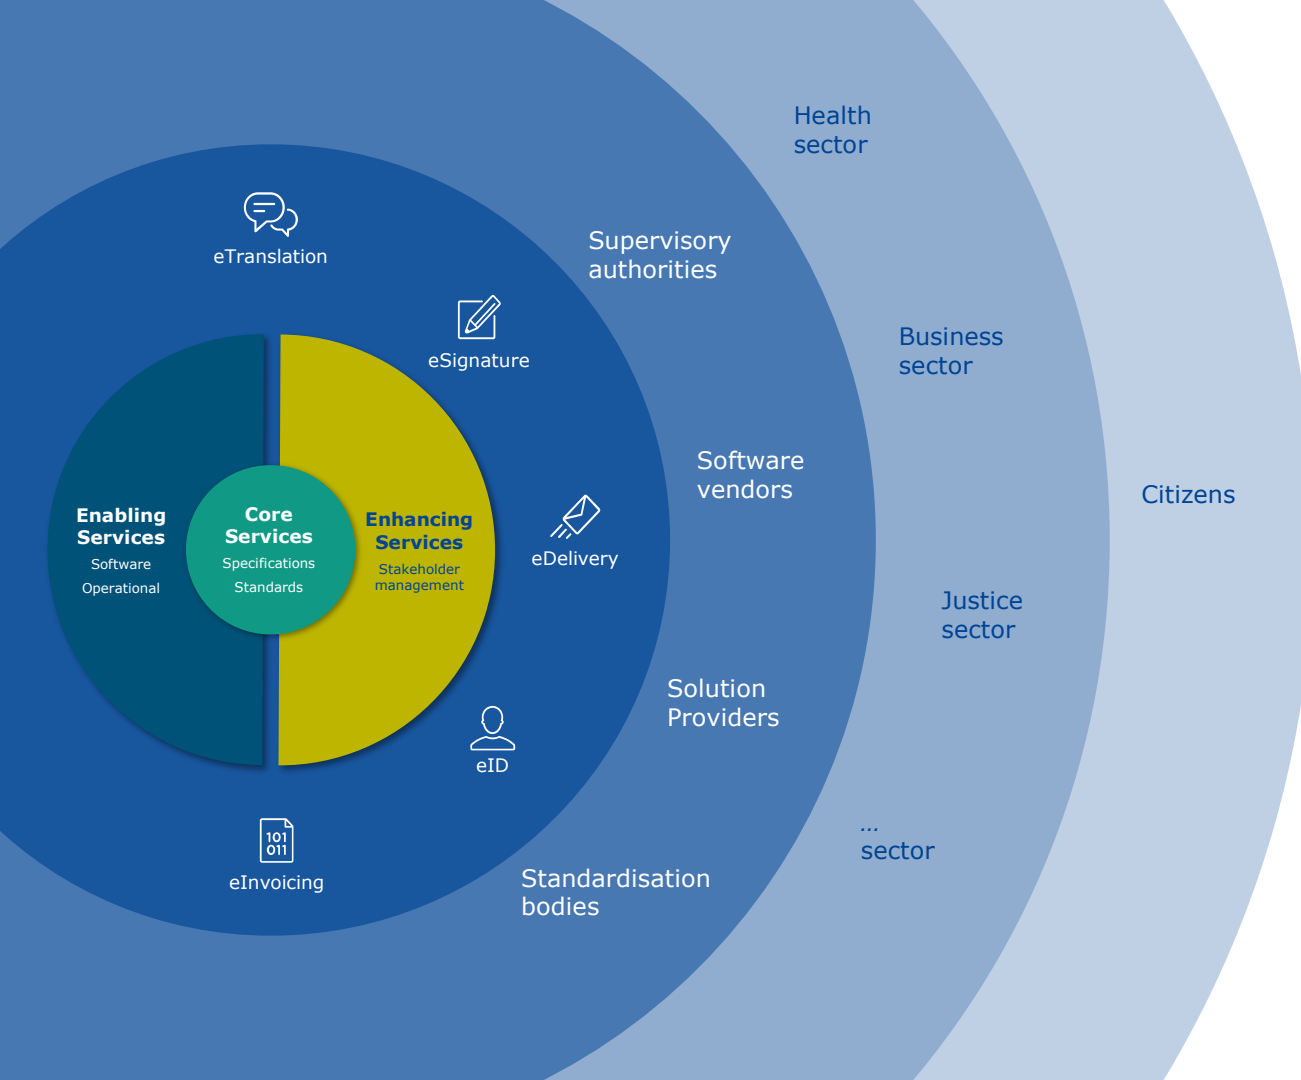 Health
sector
Supervisory
authorities
eTranslation
eSignature
Business
sector
Software
vendors
Citizens
Enabling
Services
Software
Operational
Core
Services
Specifications
Standards
Enhancing
Services
Stakeholder
management
eDelivery
Justice
sector
Solution
Providers
eID
101
011
eInvoicing
...
sector
Standardisation
bodies